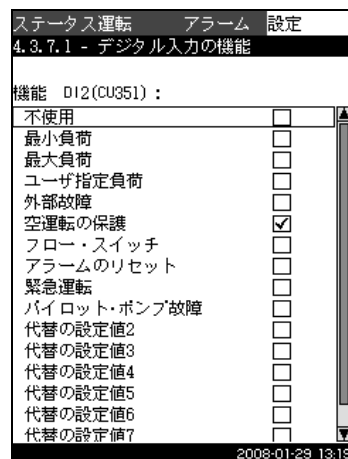 ステータス運転 アラーム 設定
4.3.7.1 - デジタル入力の機能
機能 DI2(CU351) :
不使用
最小負荷
最大負荷
ユーザ指定負荷
外部故障
空運転の保護
フロー・スイッチ
アラームのリセット
緊急運転
パイロット・ポンプ故障
代替の設定値2
代替の設定値3
代替の設定値4
代替の設定値5
代替の設定値6
代替の設定値7
2008-01-29 13:19